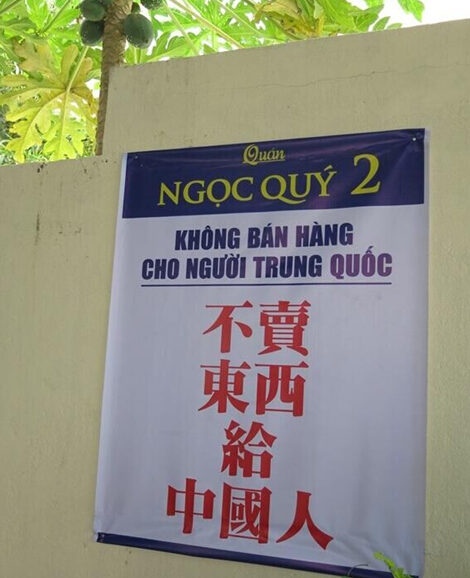 Quán
NGỌC QUÝ 2
KHÔNG BÁN HÀNG
CHO NGƯỜI TRUNG QUỐC
不賣
東西
給
中國人